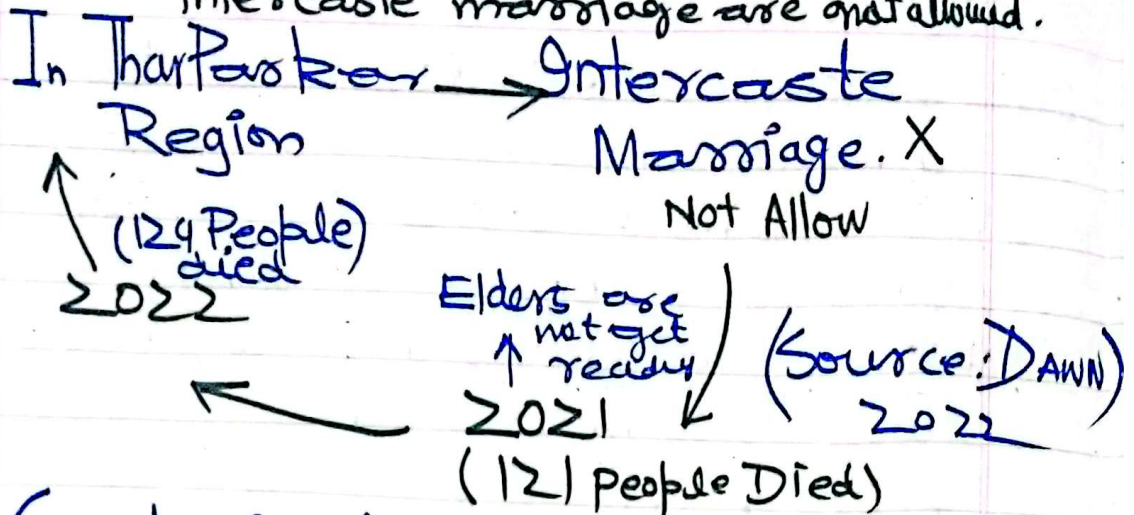 Intercaste marriage are not allowed.
In TharParker → Intercaste
Region
Marriage. X
Not Allow
(124 People)
died
2022
Elders are
not get
ready
2021
(121 People Died)
(Source: DAWN)
2022